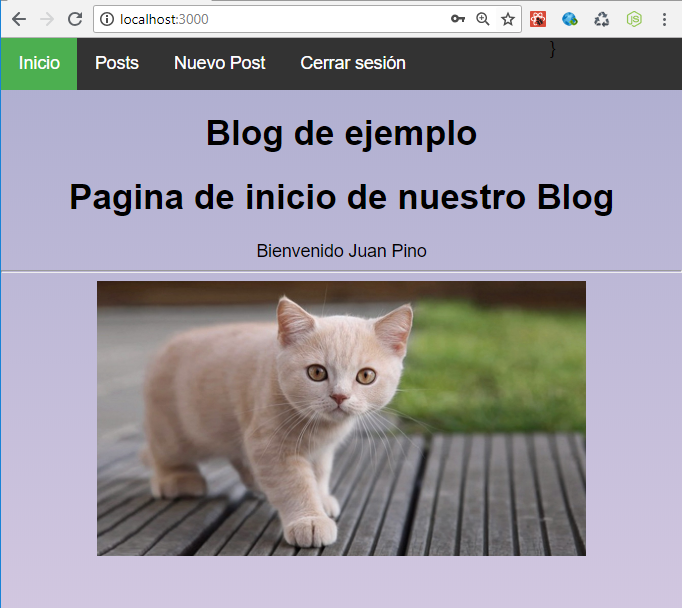 localhost:3000
Inicio Posts Nuevo Post Cerrar sesión }
Blog de ejemplo
Pagina de inicio de nuestro Blog
Bienvenido Juan Pino